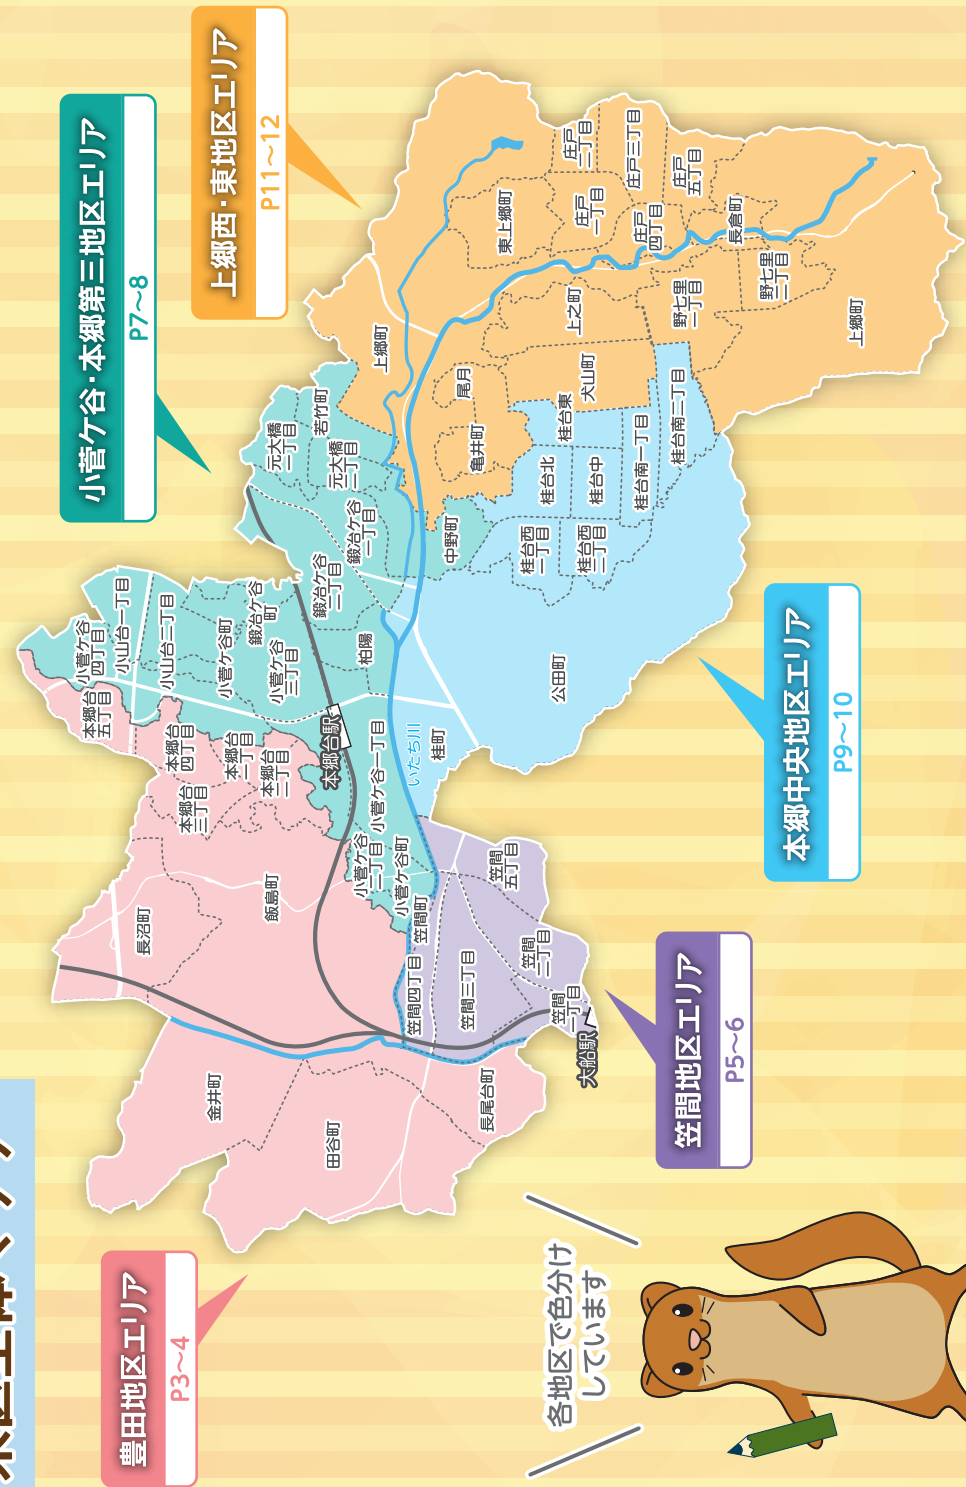 豊田地区エリア
P3〜4
笠間地区エリア
P5〜6
小菅ケ谷・本郷第三地区エリア
P7〜8
本郷中央地区エリア
P9〜10
上郷西・東地区エリア
P11〜12
各地区で色分け
しています
長沼町
飯島町
金井町
田谷町
長尾台町
本郷台
五丁目
本郷台
四丁目
本郷台
三丁目
本郷台
一丁目
本郷台
二丁目
小菅ケ谷
四丁目
小山台一丁目
小山台二丁目
小菅ケ谷町
鍛冶ケ谷
町
小菅ケ谷
三丁目
本郷台駅
小菅ケ谷一丁目
小菅ケ谷
二丁目
小菅ケ谷町
柏陽
鍛冶ケ谷
二丁目
鍛冶ケ谷
一丁目
元大橋
一丁目
元大橋
二丁目
若竹町
中野町
いたち川
桂町
公田町
桂台西
一丁目
桂台西
二丁目
桂台北
桂台中
桂台東
桂台南一丁目
桂台南二丁目
笠間町
笠間四丁目
笠間三丁目
笠間
五丁目
笠間
二丁目
笠間
一丁目
大船駅
上郷町
尾月
亀井町
犬山町
上之町
東上郷町
庄戸
一丁目
庄戸
二丁目
庄戸三丁目
庄戸
四丁目
庄戸
五丁目
長倉町
野七里
一丁目
野七里
二丁目
上郷町